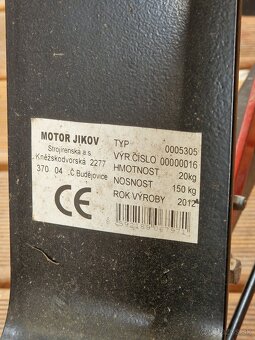 MOTOR JIKOV
Strojírenská a.s.
Kněžskodvorská 2277
370 04 Č.Budějovice
TYP 0005305
VÝR.ČÍSLO 00000016
HMOTNOST 20kg
NOSNOST 150 kg
ROK VÝROBY 2012
CE